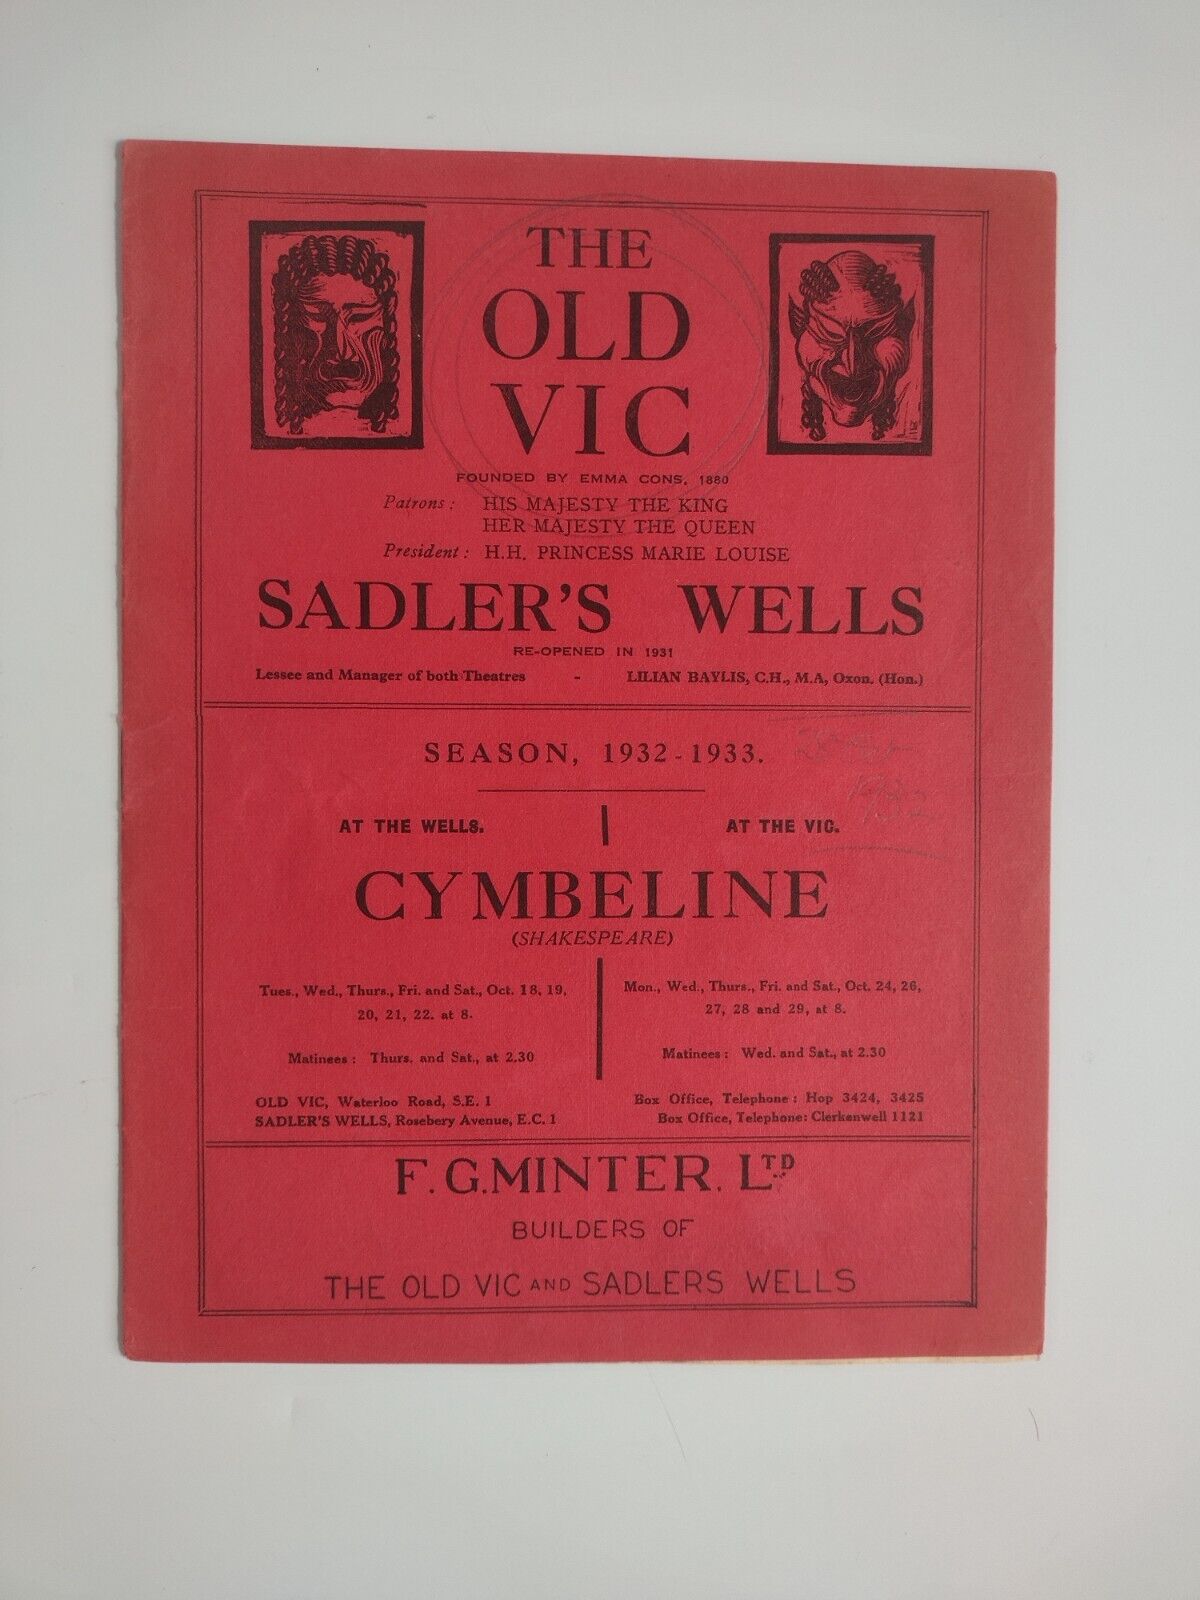 THE
OLD
VIC
FOUNDED BY EMMA CONS, 1880
Patrons : HIS MAJESTY THE KING
HER MAJESTY THE QUEEN
President : H.H. PRINCESS MARIE LOUISE
SADLER'S WELLS
RE-OPENED IN 1931
Lessee and Manager of both Theatres - LILIAN BAYLIS, C.H., M.A, Oxon. (Hon.)
SEASON, 1932-1933.
1932
AT THE WELLS. AT THE VIC.
CYMBELINE
(SHAKESPEARE)
Tues., Wed., Thurs., Fri. and Sat., Oct. 18, 19,
20, 21, 22. at 8.
Matinees : Thurs. and Sat., at 2.30
Mon., Wed., Thurs., Fri. and Sat., Oct. 24, 26,
27, 28 and 29, at 8.
Matinees : Wed. and Sat., at 2.30
OLD VIC, Waterloo Road, S.E. 1 Box Office, Telephone : Hop 3424, 3425
SADLER'S WELLS, Rosebery Avenue, E.C. 1 Box Office, Telephone: Clerkenwell 1121
F. G. MINTER. LTD
BUILDERS OF
THE OLD VIC AND SADLERS WELLS